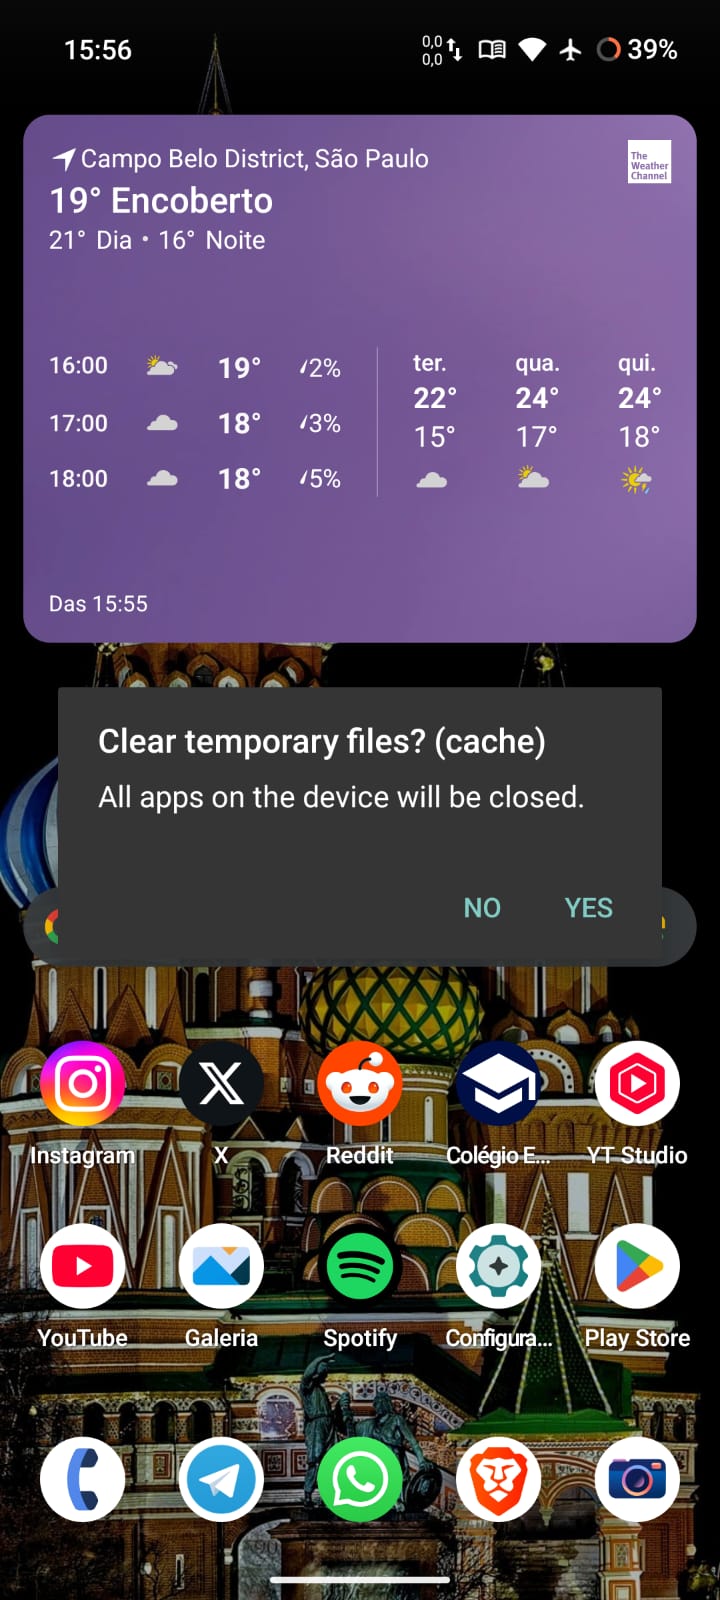 15:56
0,0
0,0
39%
Campo Belo District, São Paulo
The
Weather
Channel
19° Encoberto
21° Dia • 16° Noite
16:00 19° 2%
17:00 18° 3%
18:00 18° 5%
ter. qua. qui.
22° 24° 24°
15° 17° 18°
Das 15:55
Clear temporary files? (cache)
All apps on the device will be closed.
NO YES
Instagram X Reddit Colégio E... YT Studio
YouTube Galeria Spotify Configura... Play Store